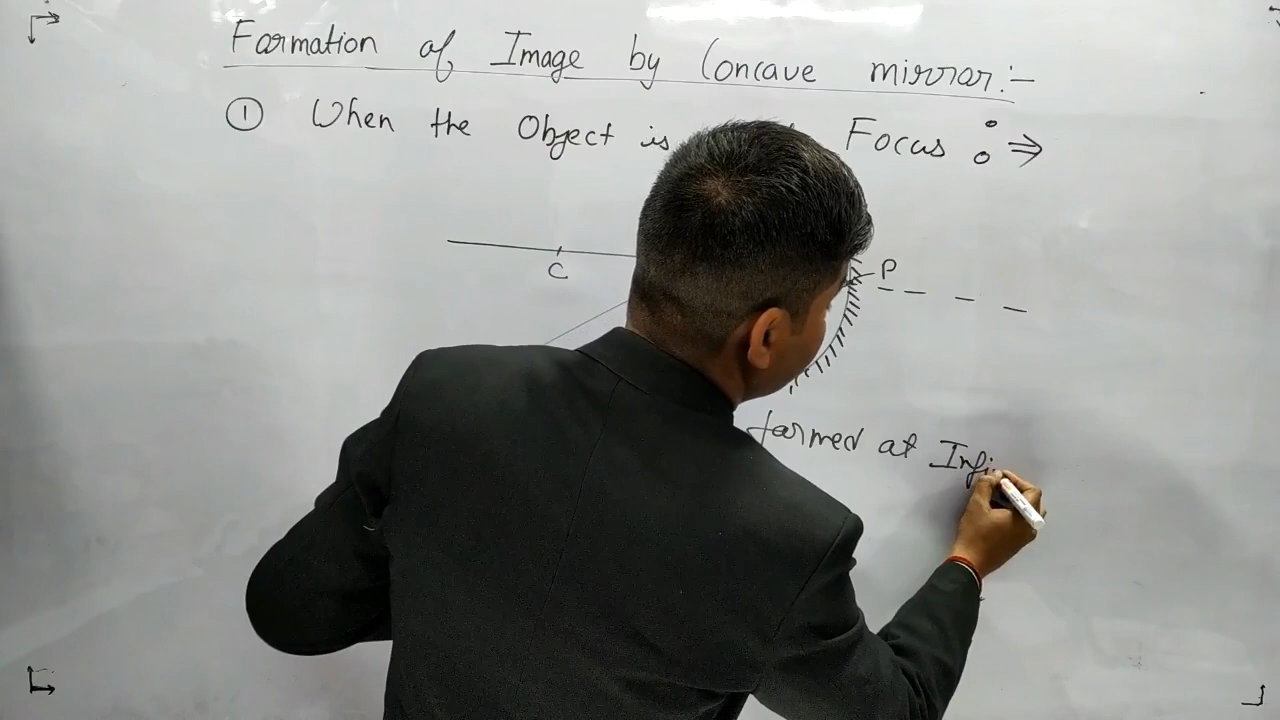 Formation of Image by Concave mirror:-
① When the Object is Focus : ⇒
C
P
formed at Infi